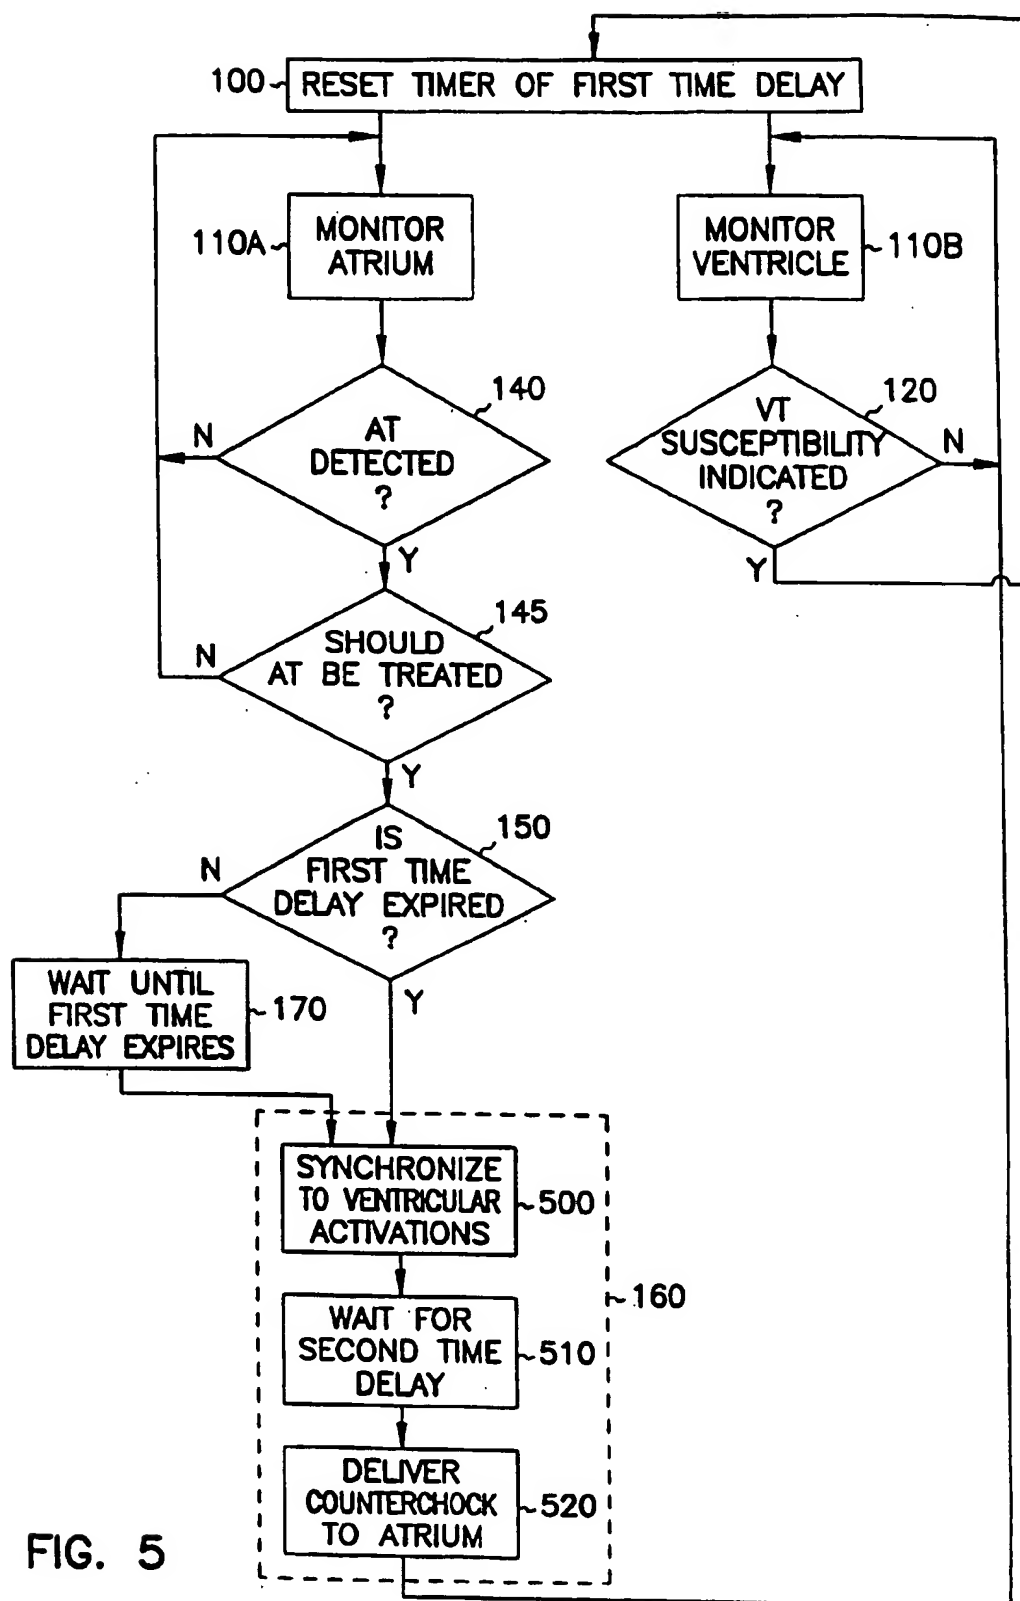 100
RESET TIMER OF FIRST TIME DELAY
110A
MONITOR
ATRIUM
MONITOR
VENTRICLE
110B
140
AT
DETECTED
?
N
Y
120
VT
SUSCEPTIBILITY
INDICATED
?
N
Y
145
SHOULD
AT BE TREATED
?
N
Y
150
IS
FIRST TIME
DELAY EXPIRED
?
N
Y
WAIT UNTIL
FIRST TIME
DELAY EXPIRES
170
SYNCHRONIZE
TO VENTRICULAR
ACTIVATIONS
500
160
WAIT FOR
SECOND TIME
DELAY
510
DELIVER
COUNTERCHOCK
TO ATRIUM
520
FIG. 5